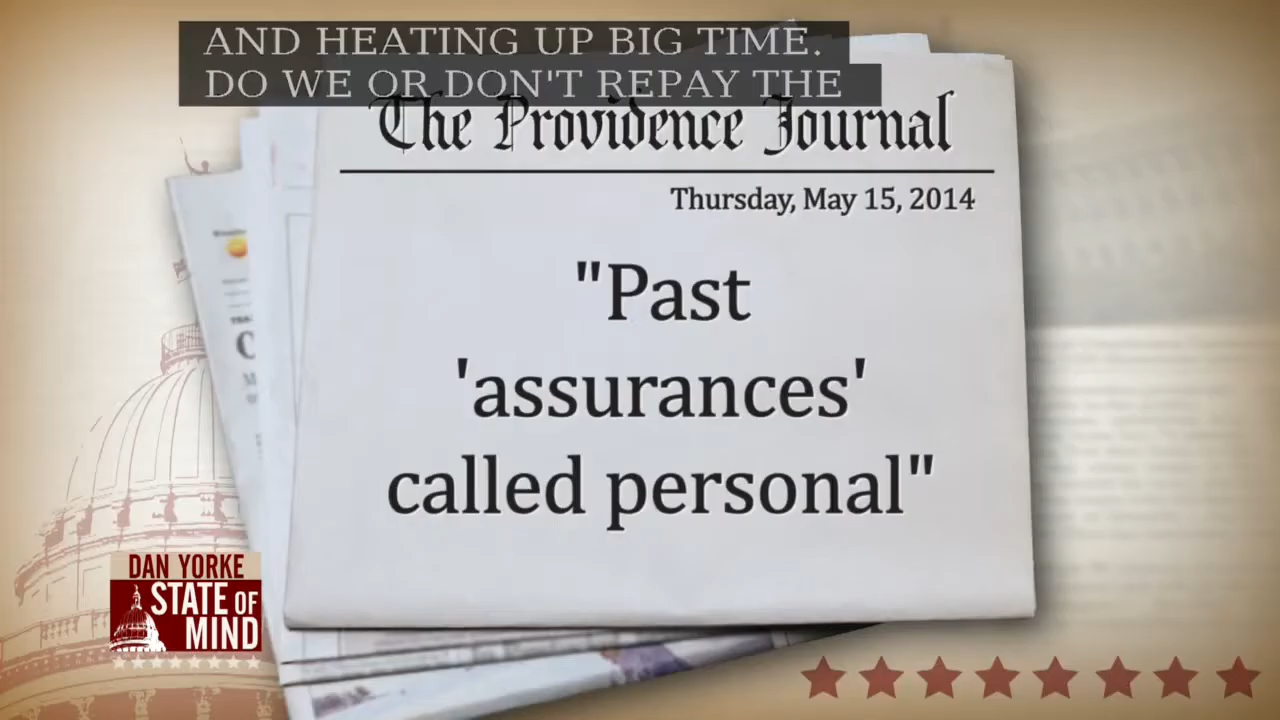 AND HEATING UP BIG TIME.
DO WE OR DON'T REPAY THE
The Providence Journal
Thursday, May 15, 2014
"Past
'assurances'
called personal"
DAN YORKE
STATE OF
MIND